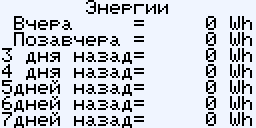 Энергии
Вчера = 0 Wh
Позавчера = 0 Wh
3 дня назад= 0 Wh
4 дня назад= 0 Wh
5дней назад= 0 Wh
6дней назад= 0 Wh
7дней назад= 0 Wh